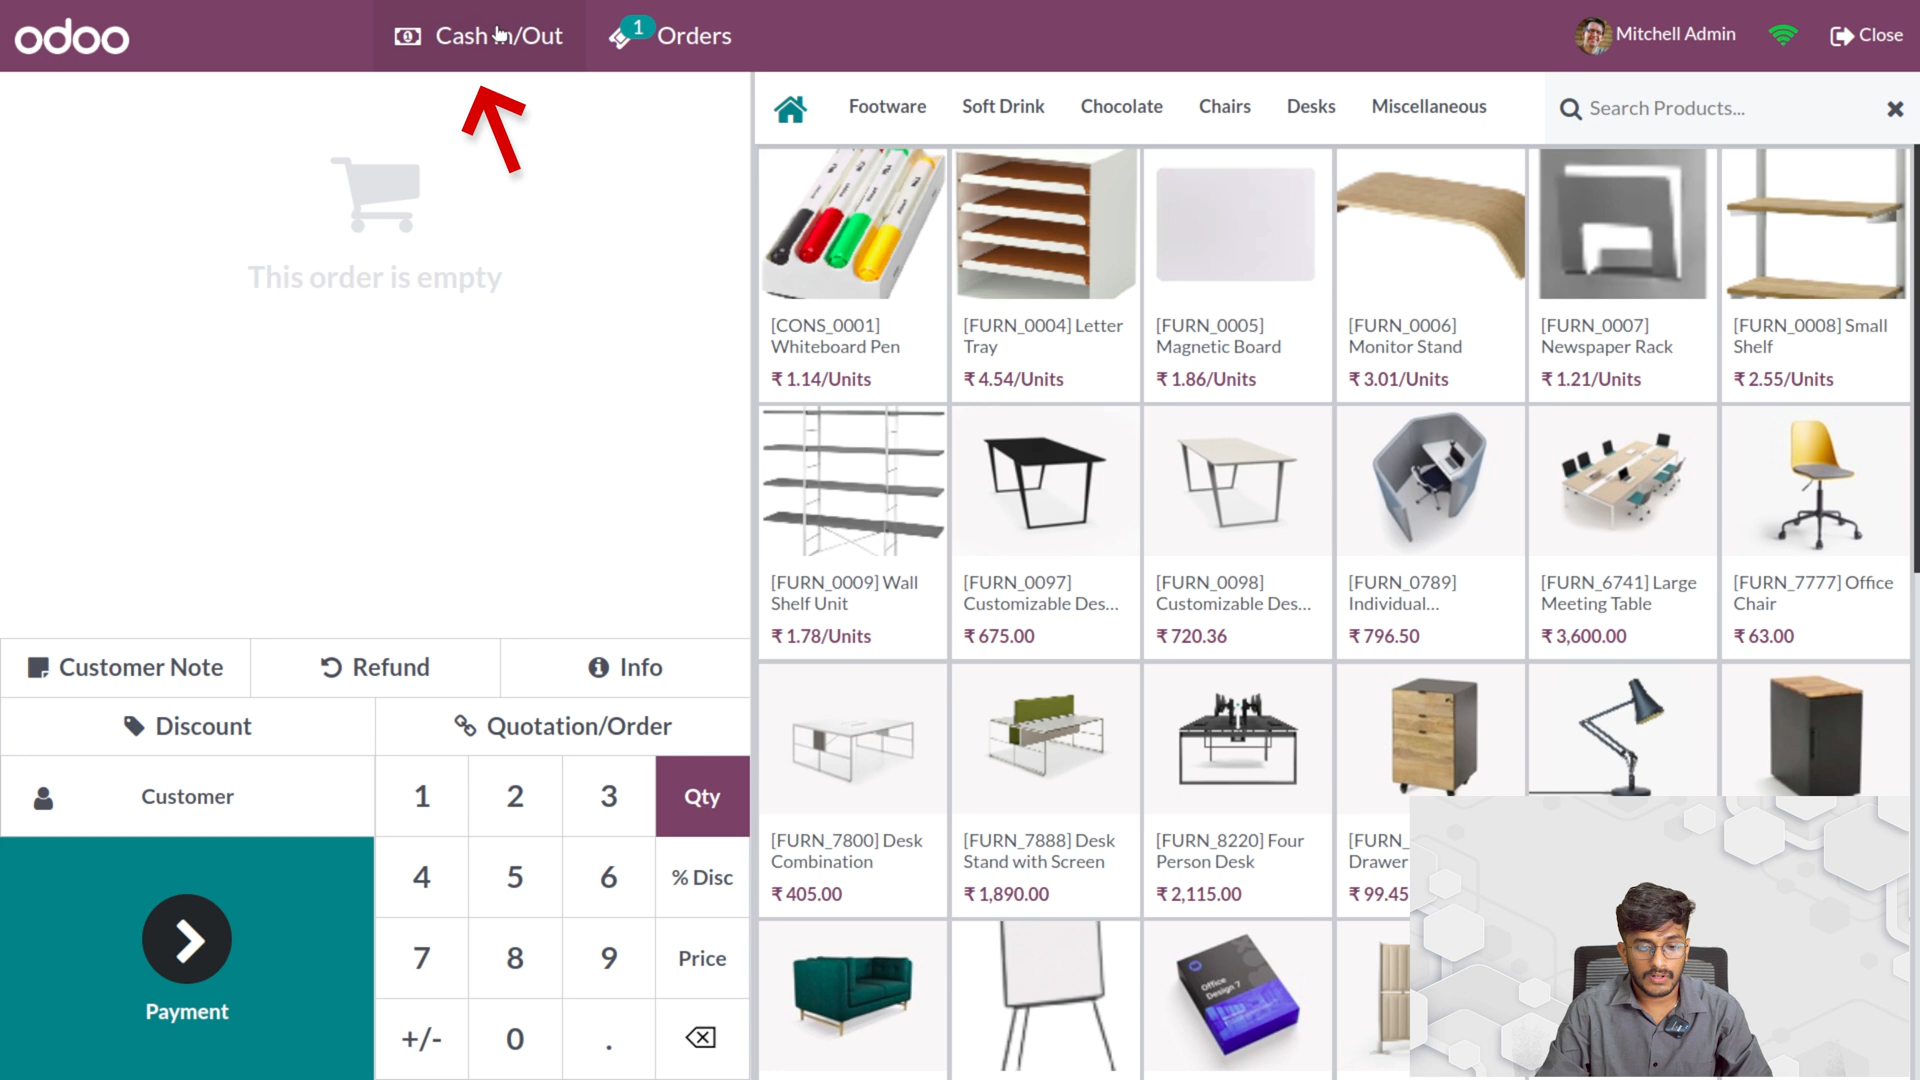 odoo
Cash In/Out
1
Orders
Mitchell Admin
Close
Footware
Soft Drink
Chocolate
Chairs
Desks
Miscellaneous
Search Products...
This order is empty
[CONS_0001]
Whiteboard Pen
₹ 1.14/Units
[FURN_0004] Letter
Tray
₹ 4.54/Units
[FURN_0005]
Magnetic Board
₹ 1.86/Units
[FURN_0006]
Monitor Stand
₹ 3.01/Units
[FURN_0007]
Newspaper Rack
₹ 1.21/Units
[FURN_0008] Small
Shelf
₹ 2.55/Units
[FURN_0009] Wall
Shelf Unit
₹ 1.78/Units
[FURN_0097]
Customizable Des...
₹ 675.00
[FURN_0098]
Customizable Des...
₹ 720.36
[FURN_0789]
Individual...
₹ 796.50
[FURN_6741] Large
Meeting Table
₹ 3,600.00
[FURN_7777] Office
Chair
₹ 63.00
[FURN_7800] Desk
Combination
₹ 405.00
[FURN_7888] Desk
Stand with Screen
₹ 1,890.00
[FURN_8220] Four
Person Desk
₹ 2,115.00
[FURN_
Drawer
₹ 99.45
Office
Design 7
Customer Note
Refund
Info
Discount
Quotation/Order
Customer
1
2
3
Qty
4
5
6
% Disc
7
8
9
Price
+/-
0
.
Payment